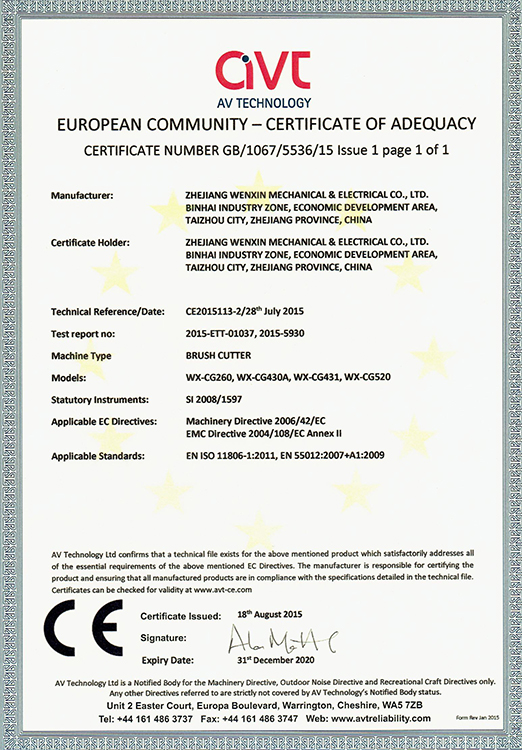 avt
AV TECHNOLOGY
EUROPEAN COMMUNITY – CERTIFICATE OF ADEQUACY
CERTIFICATE NUMBER GB/1067/5536/15 Issue 1 page 1 of 1
Manufacturer: ZHEJIANG WENXIN MECHANICAL & ELECTRICAL CO., LTD.
BINHAI INDUSTRY ZONE, ECONOMIC DEVELOPMENT AREA,
TAIZHOU CITY, ZHEJIANG PROVINCE, CHINA
Certificate Holder: ZHEJIANG WENXIN MECHANICAL & ELECTRICAL CO., LTD.
BINHAI INDUSTRY ZONE, ECONOMIC DEVELOPMENT AREA,
TAIZHOU CITY, ZHEJIANG PROVINCE, CHINA
Technical Reference/Date: CE2015113-2/28th July 2015
Test report no: 2015-ETT-01037, 2015-5930
Machine Type BRUSH CUTTER
Models: WX-CG260, WX-CG430A, WX-CG431, WX-CG520
Statutory Instruments: SI 2008/1597
Applicable EC Directives: Machinery Directive 2006/42/EC
EMC Directive 2004/108/EC Annex II
Applicable Standards: EN ISO 11806-1:2011, EN 55012:2007+A1:2009
AV Technology Ltd confirms that a technical file exists for the above mentioned product which satisfactorily addresses all
of the essential requirements of the above mentioned EC Directives. The manufacturer is responsible for certifying the
product and ensuring that all manufactured products are in compliance with the specifications detailed in the technical file.
Certificates can be checked for validity at www.avt-ce.com
CE
Certificate Issued: 18th August 2015
Signature:
Expiry Date: 31st December 2020
AV Technology Ltd is a Notified Body for the Machinery Directive, Outdoor Noise Directive and Recreational Craft Directives only.
Any other Directives referred to are strictly not covered by AV Technology's Notified Body status.
Unit 2 Easter Court, Europa Boulevard, Warrington, Cheshire, WA5 7ZB
Tel: +44 161 486 3737 Fax: +44 161 486 3747 Web: www.avtreliability.com
Form Rev Jan 2015